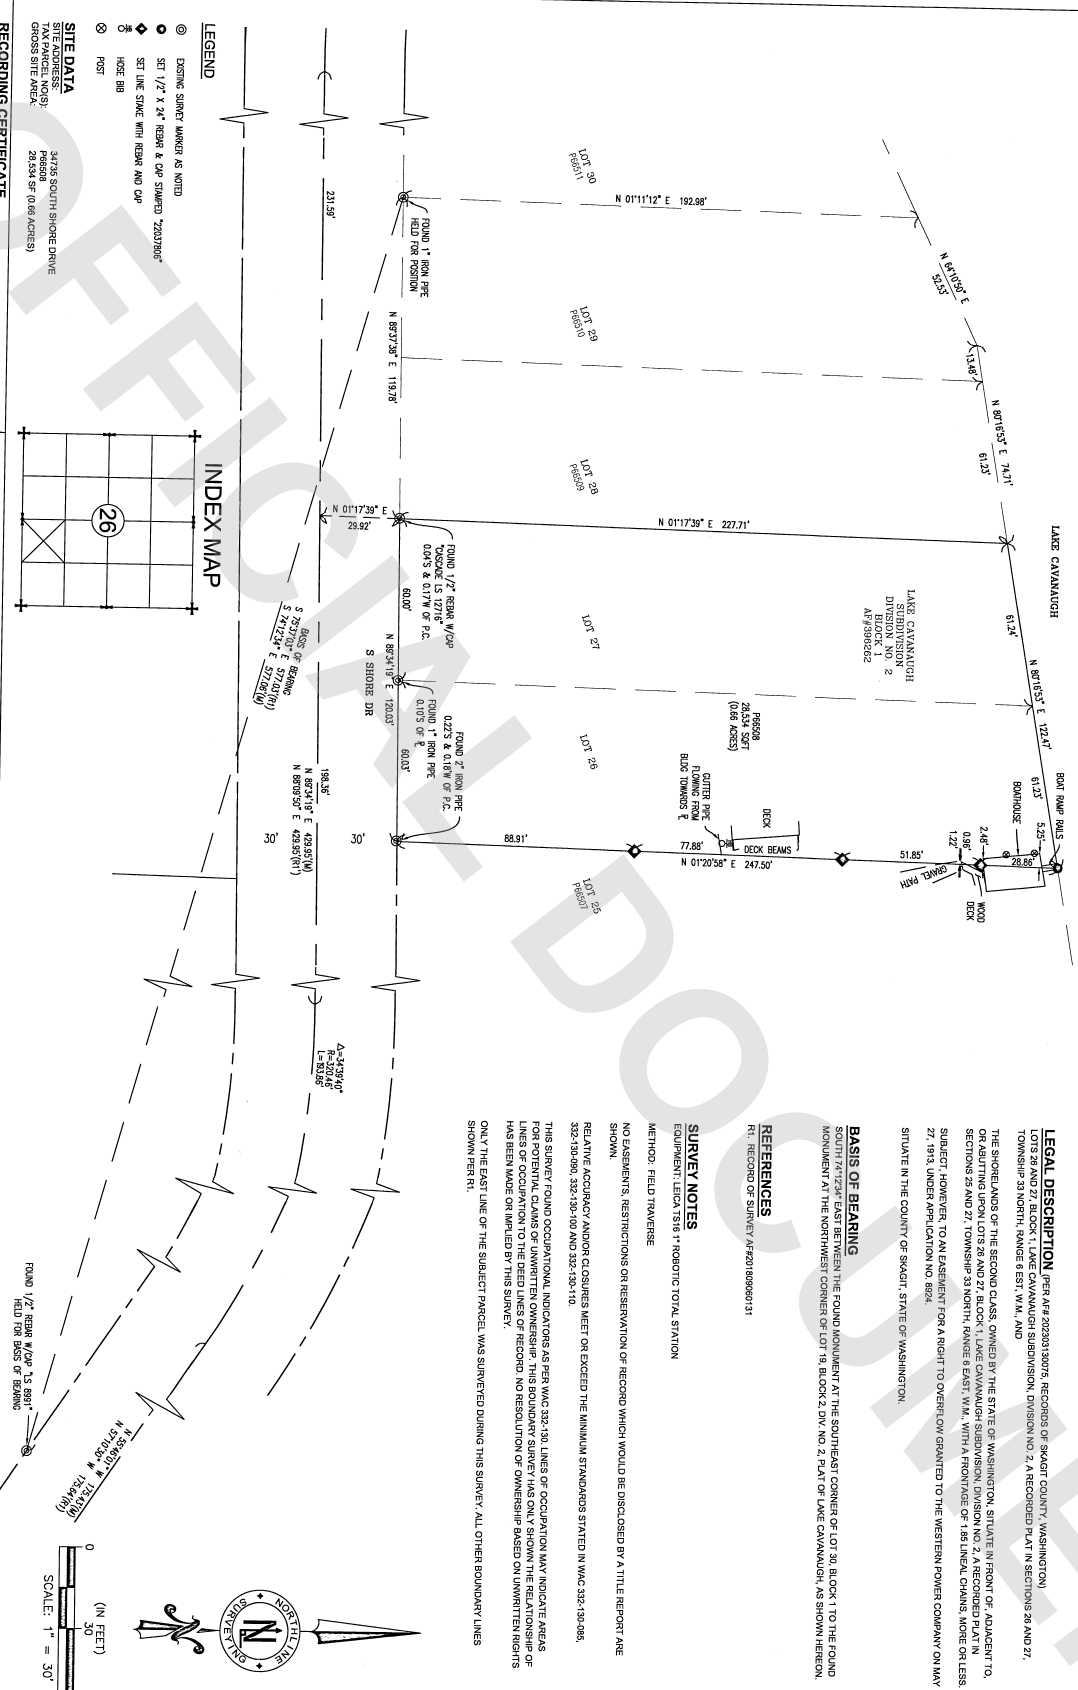 LAKE CAVANAUGH
BOAT RAMP RAILS
BOATHOUSE
N 64°10'50" E
52.53'
13.48'
N 80°16'53" E 74.71'
61.23'
61.24'
N 80°16'53" E 122.47'
61.23'
5.25'
28.86'
2.48'
0.96'
1.22'
WOOD
DECK
GRAVEL PATH
51.85'
N 01°11'12" E 192.98'
N 01°17'39" E 227.71'
LAKE CAVANAUGH
SUBDIVISION
DIVISION NO. 2
BLOCK 1
AF#396262
P66508
28,534 SQFT
(0.66 ACRES)
DECK
DECK BEAMS
GUTTER PIPE
FLOWING FROM
BLDG TOWARDS PL
77.88'
N 01°20'58" E 247.50'
88.91'
LOT 30
P66511
LOT 29
P66510
LOT 28
P66509
LOT 27
LOT 26
LOT 25
P66507
FOUND 1" IRON PIPE
HELD FOR POSITION
N 89°37'38" E 119.78'
FOUND 1/2" REBAR W/CAP
"CASCADE LS 12716"
0.04'S & 0.17'W OF P.C.
FOUND 1" IRON PIPE
0.10'S OF PL
FOUND 2" IRON PIPE
0.22'S & 0.18'W OF P.C.
60.00'
N 89°34'19" E 120.03'
60.03'
S SHORE DR
N 01°17'39" E
29.92'
231.59'
198.36'
N 89°34'19" E 429.95'(M)
N 88°09'50" E 429.95'(R1)
30'
30'
BASIS OF BEARING
S 75°37'03" E 577.03'(R1)
S 74°12'34" E 577.06'(M)
Δ=34°39'40"
R=320.46'
L=193.86'
N 55°46'01" W 175.43'(M)
N 57°10'30" W 175.64'(R1)
FOUND 1/2" REBAR W/CAP "LS 8991"
HELD FOR BASIS OF BEARING
LEGEND
EXISTING SURVEY MARKER AS NOTED
SET 1/2" X 24" REBAR & CAP STAMPED "22037806"
SET LINE STAKE WITH REBAR AND CAP
HB HOSE BIB
POST
SITE DATA
SITE ADDRESS: 34735 SOUTH SHORE DRIVE
TAX PARCEL NO(S): P66508
GROSS SITE AREA: 28,534 SF (0.66 ACRES)
RECORDING CERTIFICATE
INDEX MAP
26
LEGAL DESCRIPTION (PER AF# 202303130075, RECORDS OF SKAGIT COUNTY, WASHINGTON)
LOTS 26 AND 27, BLOCK 1, LAKE CAVANAUGH SUBDIVISION, DIVISION NO. 2, A RECORDED PLAT IN SECTIONS 26 AND 27,
TOWNSHIP 33 NORTH, RANGE 6 EST, W.M., AND
THE SHORELANDS OF THE SECOND CLASS, OWNED BY THE STATE OF WASHINGTON, SITUATE IN FRONT OF, ADJACENT TO,
OR ABUTTING UPON LOTS 26 AND 27, BLOCK 1, LAKE CAVANAUGH SUBDIVISION, DIVISION NO. 2, A RECORDED PLAT IN
SECTIONS 25 AND 27, TOWNSHIP 33 NORTH, RANGE 6 EAST, W.M., WITH A FRONTAGE OF 1.85 LINEAL CHAINS, MORE OR LESS.
SUBJECT, HOWEVER, TO AN EASEMENT FOR A RIGHT TO OVERFLOW GRANTED TO THE WESTERN POWER COMPANY ON MAY
27, 1913, UNDER APPLICATION NO. 8924.
SITUATE IN THE COUNTY OF SKAGIT, STATE OF WASHINGTON.
BASIS OF BEARING
SOUTH 74°12'34" EAST BETWEEN THE FOUND MONUMENT AT THE SOUTHEAST CORNER OF LOT 30, BLOCK 1 TO THE FOUND
MONUMENT AT THE NORTHWEST CORNER OF LOT 19, BLOCK 2, DIV. NO. 2, PLAT OF LAKE CAVANAUGH, AS SHOWN HEREON.
REFERENCES
R1. RECORD OF SURVEY AF#201809060131
SURVEY NOTES
EQUIPMENT: LEICA TS16 1" ROBOTIC TOTAL STATION
METHOD: FIELD TRAVERSE
NO EASEMENTS, RESTRICTIONS OR RESERVATION OF RECORD WHICH WOULD BE DISCLOSED BY A TITLE REPORT ARE
SHOWN.
RELATIVE ACCURACY AND/OR CLOSURES MEET OR EXCEED THE MINIMUM STANDARDS STATED IN WAC 332-130-085,
332-130-090, 332-130-100 AND 332-130-110.
THIS SURVEY FOUND OCCUPATIONAL INDICATORS AS PER WAC 332-130. LINES OF OCCUPATION MAY INDICATE AREAS
FOR POTENTIAL CLAIMS OF UNWRITTEN OWNERSHIP. THIS BOUNDARY SURVEY HAS ONLY SHOWN THE RELATIONSHIP OF
LINES OF OCCUPATION TO THE DEED LINES OF RECORD. NO RESOLUTION OF OWNERSHIP BASED ON UNWRITTEN RIGHTS
HAS BEEN MADE OR IMPLIED BY THIS SURVEY.
ONLY THE EAST LINE OF THE SUBJECT PARCEL WAS SURVEYED DURING THIS SURVEY. ALL OTHER BOUNDARY LINES
SHOWN PER R1.
NORTHLINE
SURVEYING
NL
0
30
(IN FEET)
SCALE: 1" = 30'
OFFICIAL DOCUME